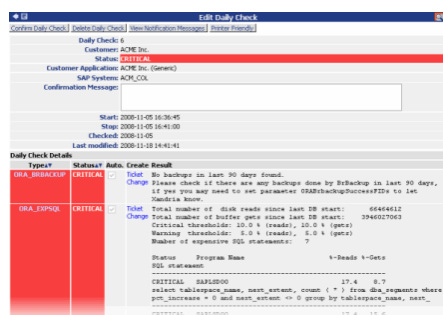 Edit Daily Check
Confirm Daily Check Delete Daily Check View Notification Messages Printer Friendly
Daily Check: 6
Customer: ACME Inc.
Status: CRITICAL
Customer Application: ACME Inc. (Generic)
SAP System: ACM_COL
Confirmation Message:
Start: 2008-11-05 16:36:45
Stop: 2008-11-05 16:41:00
Checked: 2008-11-05
Last modified: 2008-11-18 14:41:41
Daily Check Details
Type Status Auto. Create Result
ORA_BRBACKUP CRITICAL Ticket No backups in last 90 days found.
Change Please check if there are any backups done by BrBackup in last 90 days,
if yes you may need to set parameter ORABrbackupSuccessFIDs to let
Xandria know.
ORA_EXPSQL CRITICAL Ticket Total number of disk reads since last DB start: 66464612
Change Total number of buffer gets since last DB start: 3946027063
Critical thresholds: 10.0 % (reads), 10.0 % (gets)
Warning thresholds: 5.0 % (reads), 5.0 % (gets)
Number of expensive SQL statements: 7
Status Program Name %-Reads %-Gets
SQL statement
CRITICAL SAPLSDOO 17.4 8.7
select tablespace_name, next_extent, count ( * ) from dba_segments where
pct_increase = 0 and next_extent <> 0 group by tablespace_name, next_
CRITICAL